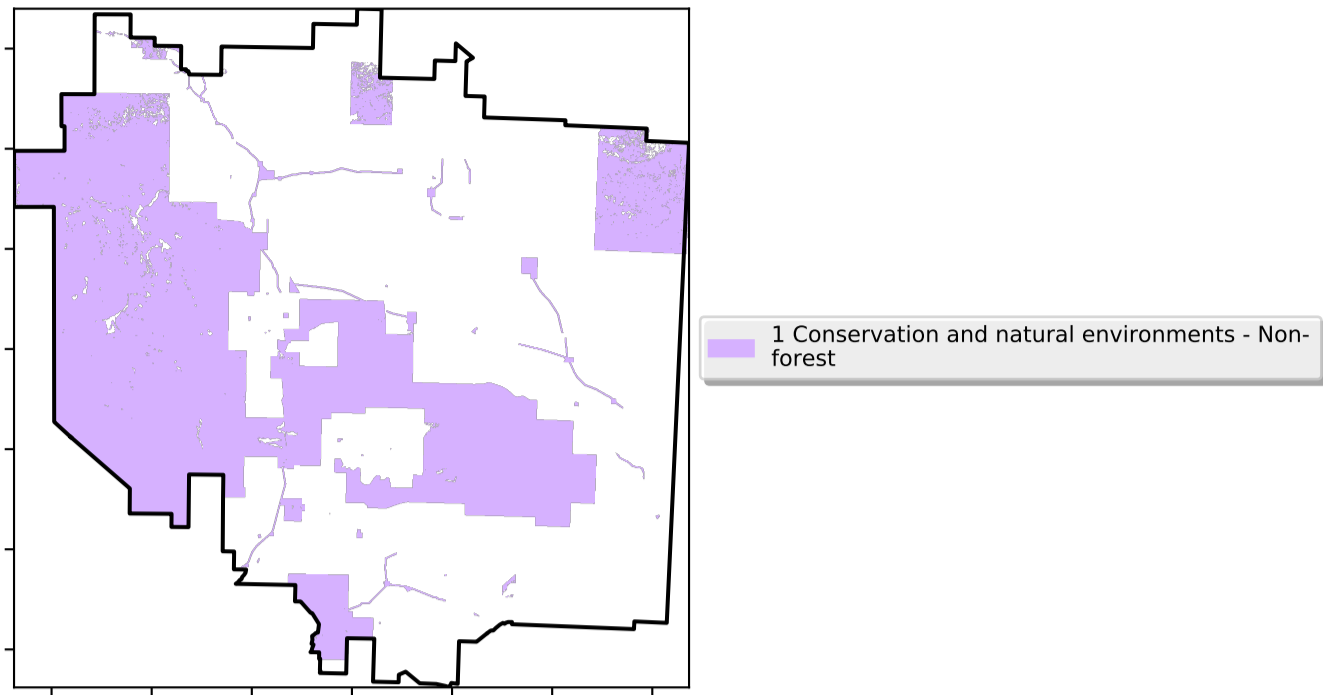 1 Conservation and natural environments - Non-
forest